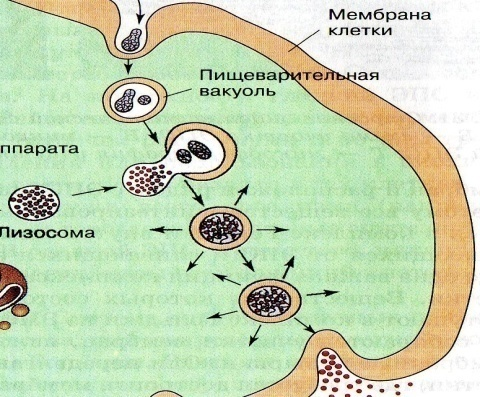 Мембрана
клетки
Пищеварительная
вакуоль
ппарата
Лизосома